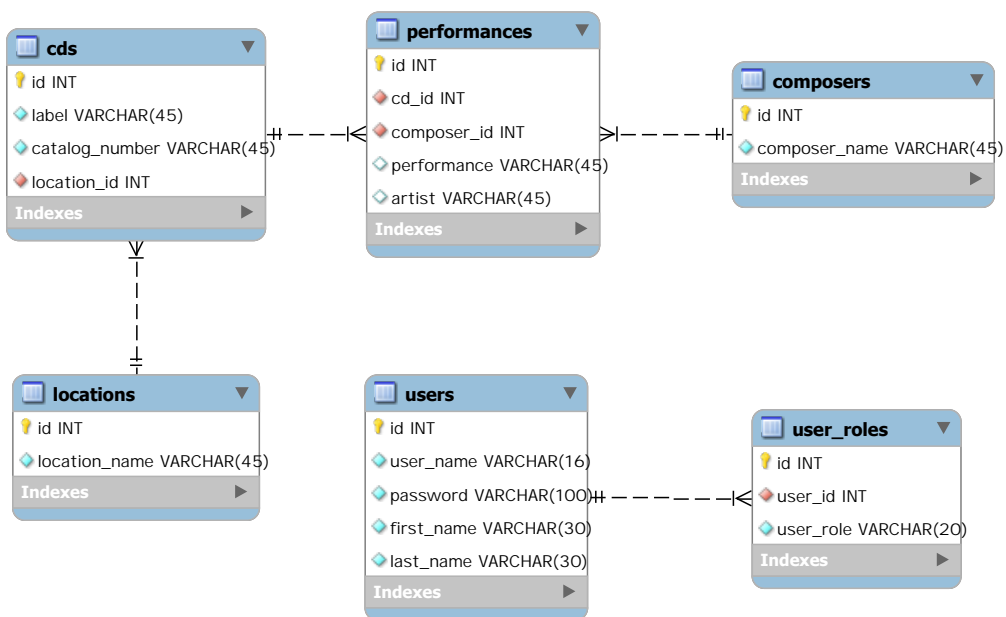 cds
id INT
label VARCHAR(45)
catalog_number VARCHAR(45)
location_id INT
Indexes
performances
id INT
cd_id INT
composer_id INT
performance VARCHAR(45)
artist VARCHAR(45)
Indexes
composers
id INT
composer_name VARCHAR(45)
Indexes
locations
id INT
location_name VARCHAR(45)
Indexes
users
id INT
user_name VARCHAR(16)
password VARCHAR(100)
first_name VARCHAR(30)
last_name VARCHAR(30)
Indexes
user_roles
id INT
user_id INT
user_role VARCHAR(20)
Indexes